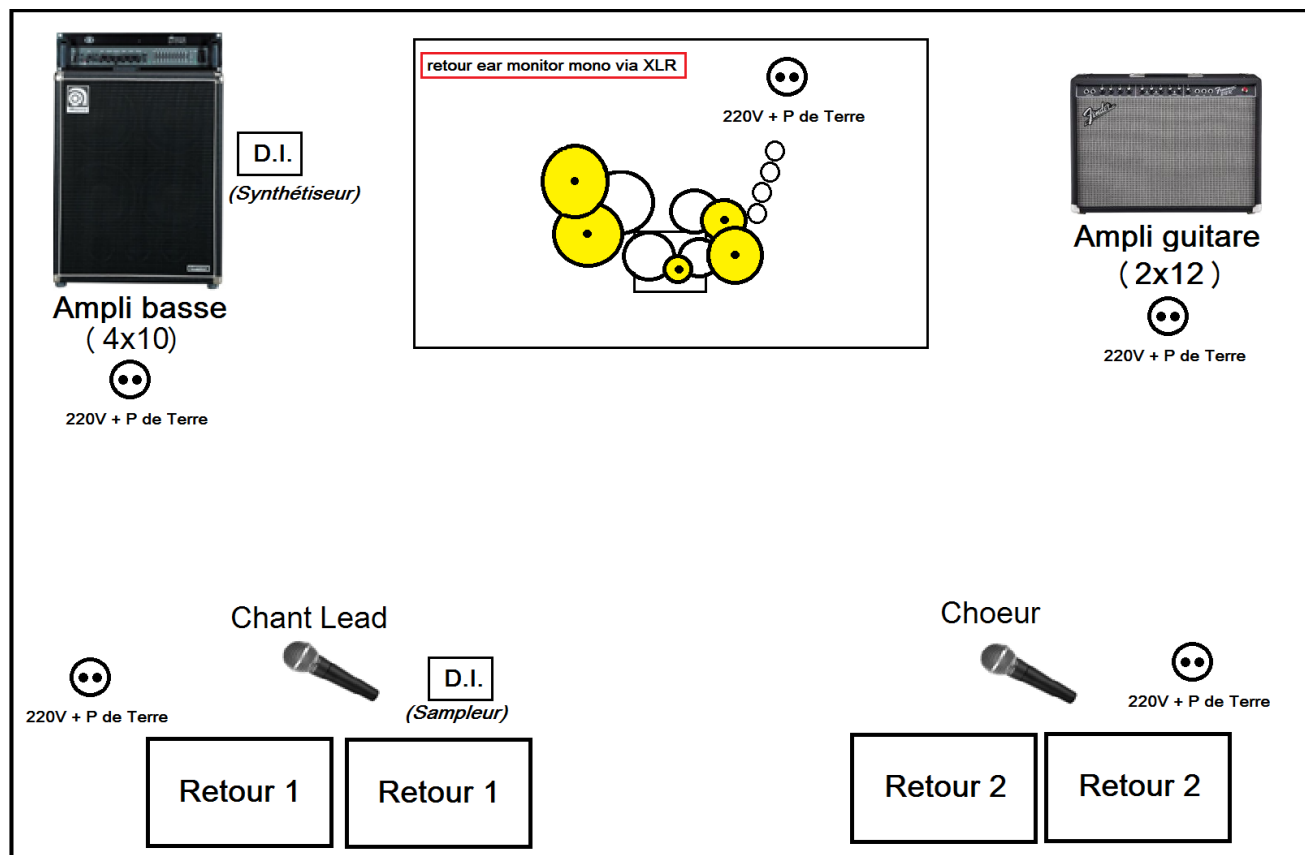 retour ear monitor mono via XLR
220V + P de Terre
D.I.
(Synthétiseur)
Fender
Ampli basse
( 4x10)
220V + P de Terre
Ampli guitare
( 2x12 )
220V + P de Terre
Chant Lead
D.I.
(Sampleur)
220V + P de Terre
Choeur
220V + P de Terre
Retour 1
Retour 1
Retour 2
Retour 2